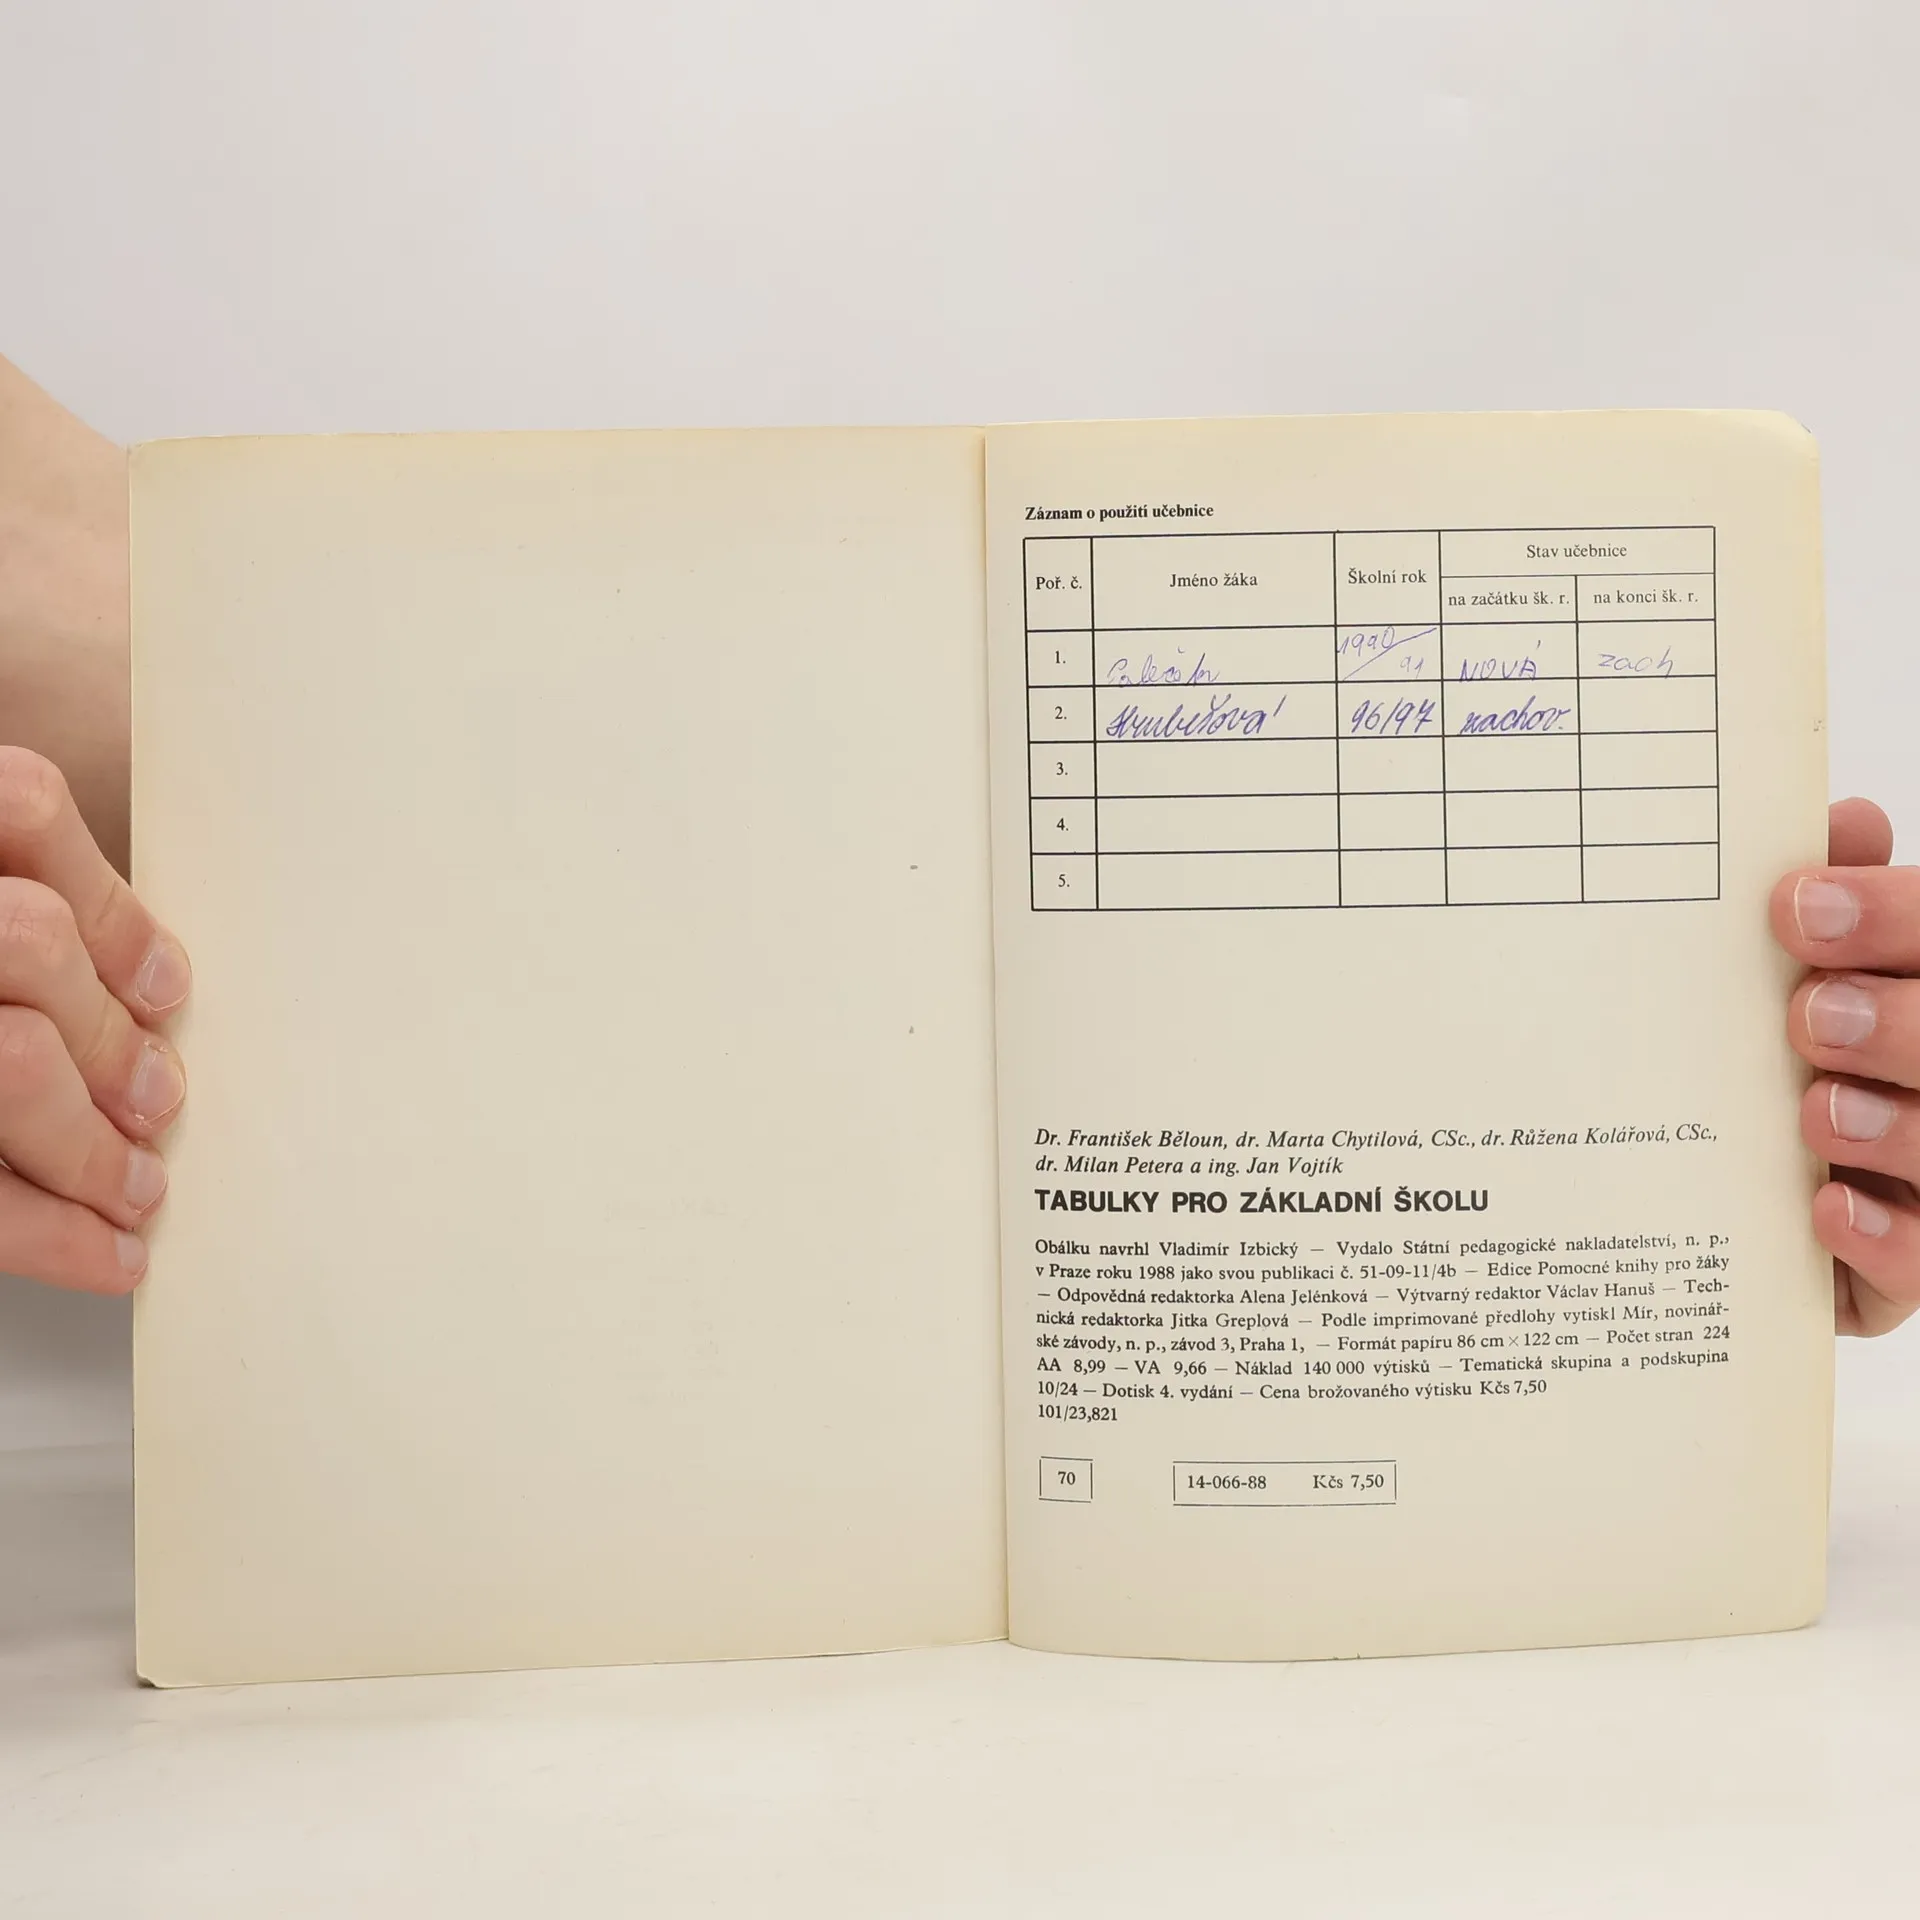 Záznam o použití učebnice
Poř. č.
Jméno žáka
Školní rok
Stav učebnice
na začátku šk. r.
na konci šk. r.
1.
1990/91
NOVÁ
zach
2.
Hrubešová
96/97
zachov.
3.
4.
5.
Dr. František Běloun, dr. Marta Chytilová, CSc., dr. Růžena Kolářová, CSc.,
dr. Milan Petera a ing. Jan Vojtík
TABULKY PRO ZÁKLADNÍ ŠKOLU
Obálku navrhl Vladimír Izbický — Vydalo Státní pedagogické nakladatelství, n. p.,
v Praze roku 1988 jako svou publikaci č. 51-09-11/4b — Edice Pomocné knihy pro žáky
— Odpovědná redaktorka Alena Jelénková — Výtvarný redaktor Václav Hanuš — Tech-
nická redaktorka Jitka Greplová — Podle imprimované předlohy vytiskl Mír, novinář-
ské závody, n. p., závod 3, Praha 1, — Formát papíru 86 cm × 122 cm — Počet stran 224
AA 8,99 — VA 9,66 — Náklad 140 000 výtisků — Tematická skupina a podskupina
10/24 — Dotisk 4. vydání — Cena brožovaného výtisku Kčs 7,50
101/23,821
70
14-066-88 Kčs 7,50